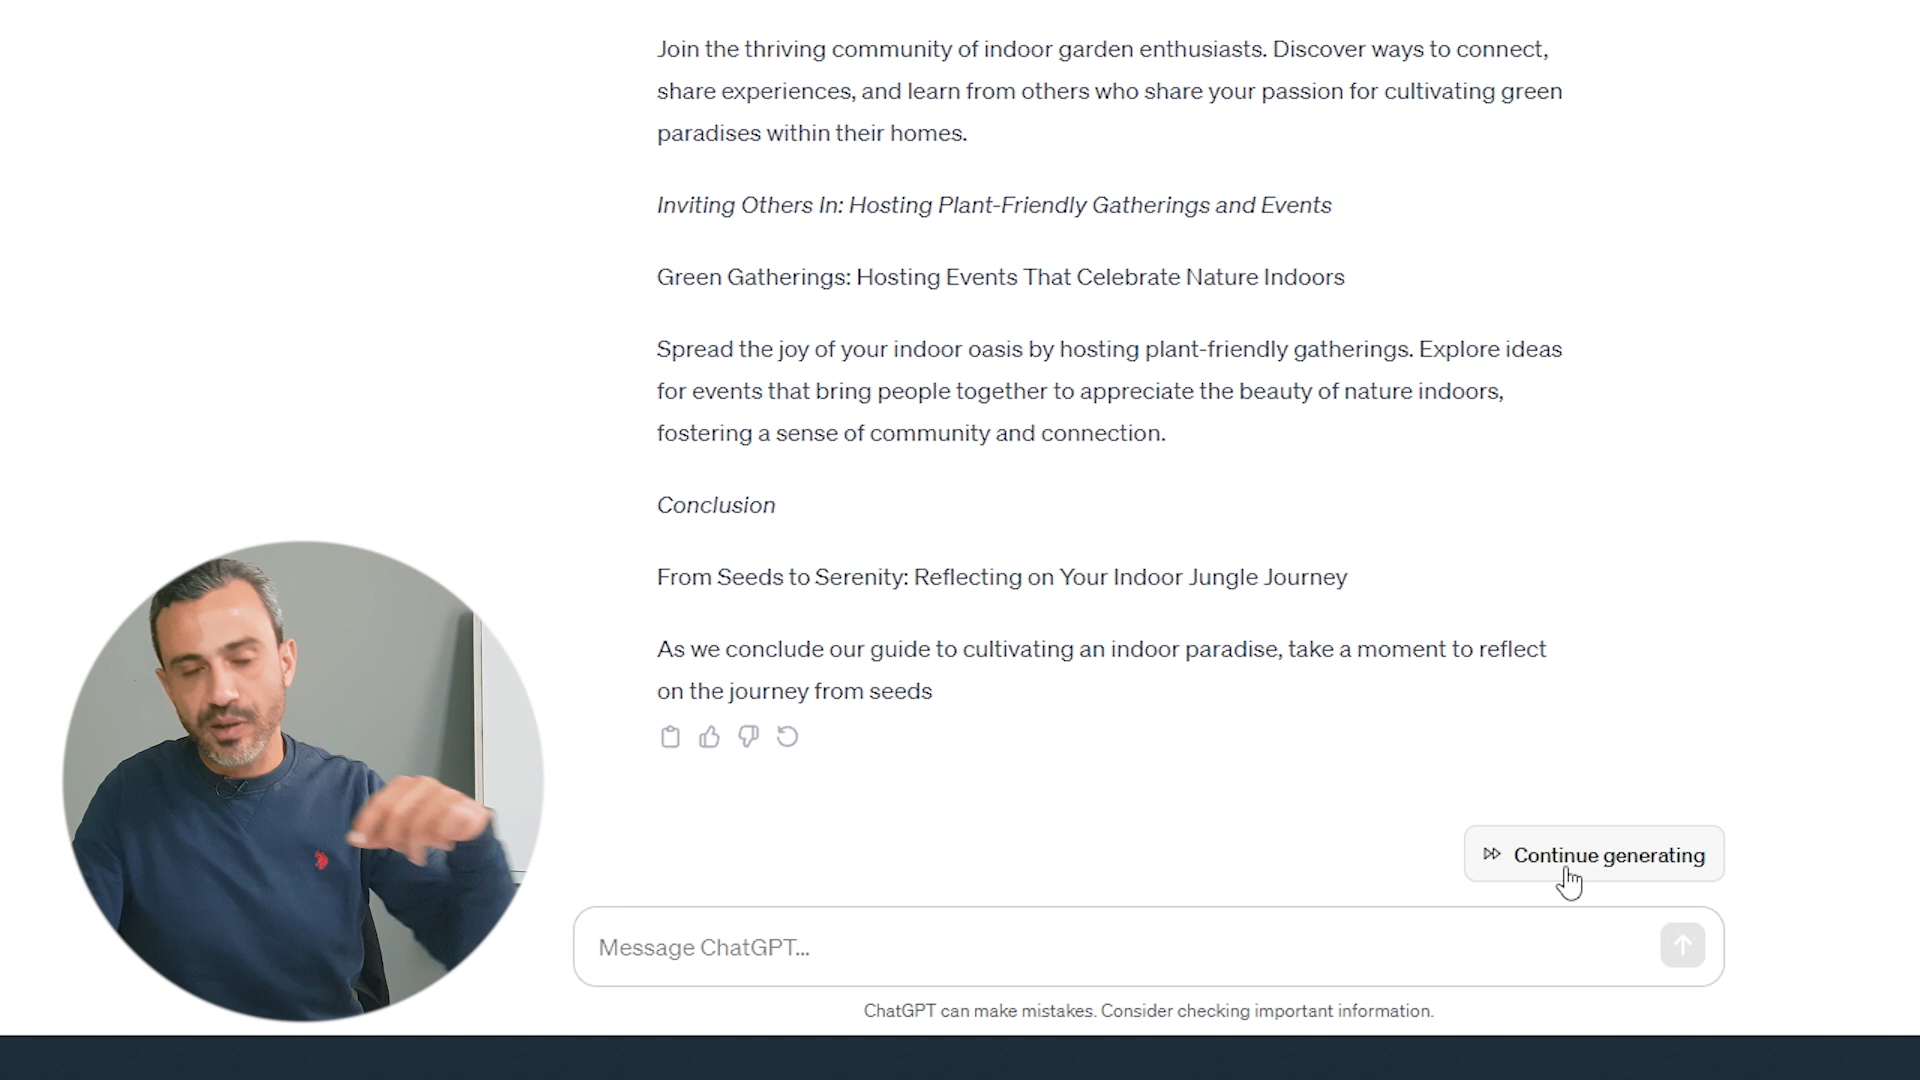 Join the thriving community of indoor garden enthusiasts. Discover ways to connect,
share experiences, and learn from others who share your passion for cultivating green
paradises within their homes.
Inviting Others In: Hosting Plant-Friendly Gatherings and Events
Green Gatherings: Hosting Events That Celebrate Nature Indoors
Spread the joy of your indoor oasis by hosting plant-friendly gatherings. Explore ideas
for events that bring people together to appreciate the beauty of nature indoors,
fostering a sense of community and connection.
Conclusion
From Seeds to Serenity: Reflecting on Your Indoor Jungle Journey
As we conclude our guide to cultivating an indoor paradise, take a moment to reflect
on the journey from seeds
Continue generating
Message ChatGPT...
ChatGPT can make mistakes. Consider checking important information.